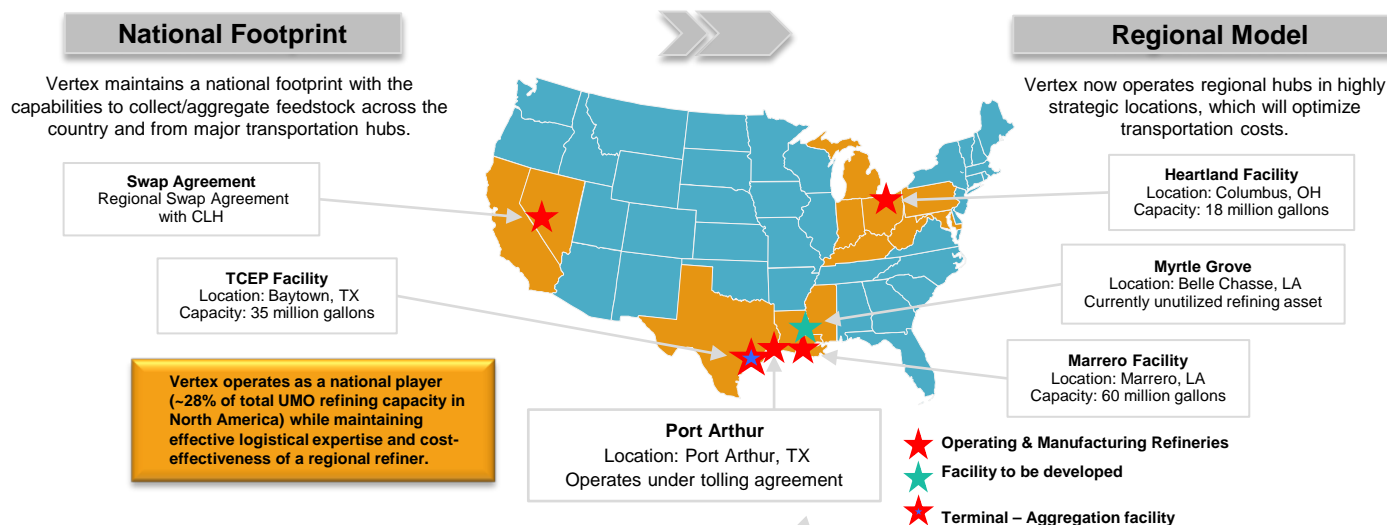 National Footprint
Vertex maintains a national footprint with the
capabilities to collect/aggregate feedstock across the
country and from major transportation hubs.
Regional Model
Vertex now operates regional hubs in highly
strategic locations, which will optimize
transportation costs.
Swap Agreement
Regional Swap Agreement
with CLH
Heartland Facility
Location: Columbus, OH
Capacity: 18 million gallons
TCEP Facility
Location: Baytown, TX
Capacity: 35 million gallons
Myrtle Grove
Location: Belle Chasse, LA
Currently unutilized refining asset
Marrero Facility
Location: Marrero, LA
Capacity: 60 million gallons
Vertex operates as a national player
(~28% of total UMO refining capacity in
North America) while maintaining
effective logistical expertise and cost-
effectiveness of a regional refiner.
Port Arthur
Location: Port Arthur, TX
Operates under tolling agreement
Operating & Manufacturing Refineries
Facility to be developed
Terminal – Aggregation facility